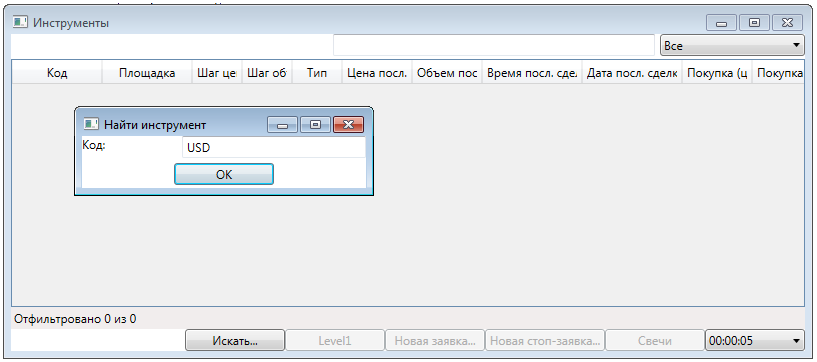 Инструменты
Все
Код Площадка Шаг це Шаг об Тип Цена посл. Объем пос Время посл. сде. Дата посл. сделк Покупка (ц Покупка
Найти инструмент
Код: USD
OK
Отфильтровано 0 из 0
Искать... Level1 Новая заявка... Новая стоп-заявка... Свечи 00:00:05